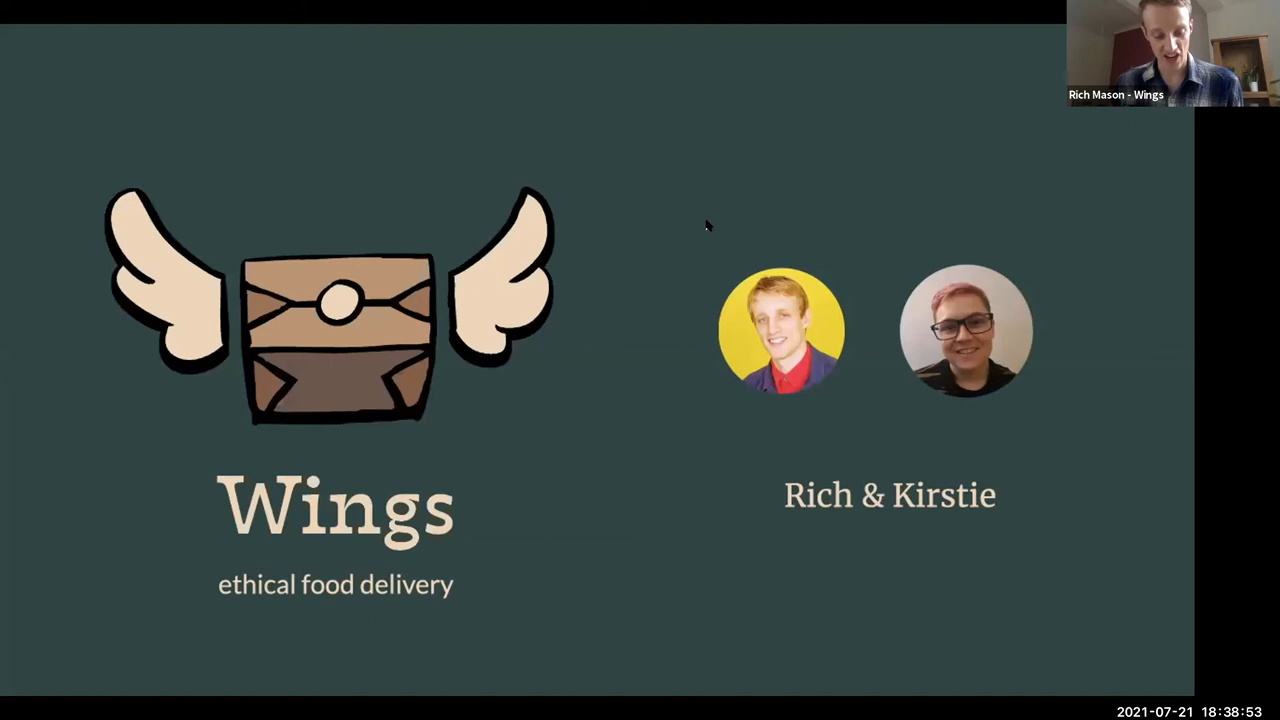 Rich Mason - Wings
Wings
ethical food delivery
Rich & Kirstie
2021-07-21 18:38:53